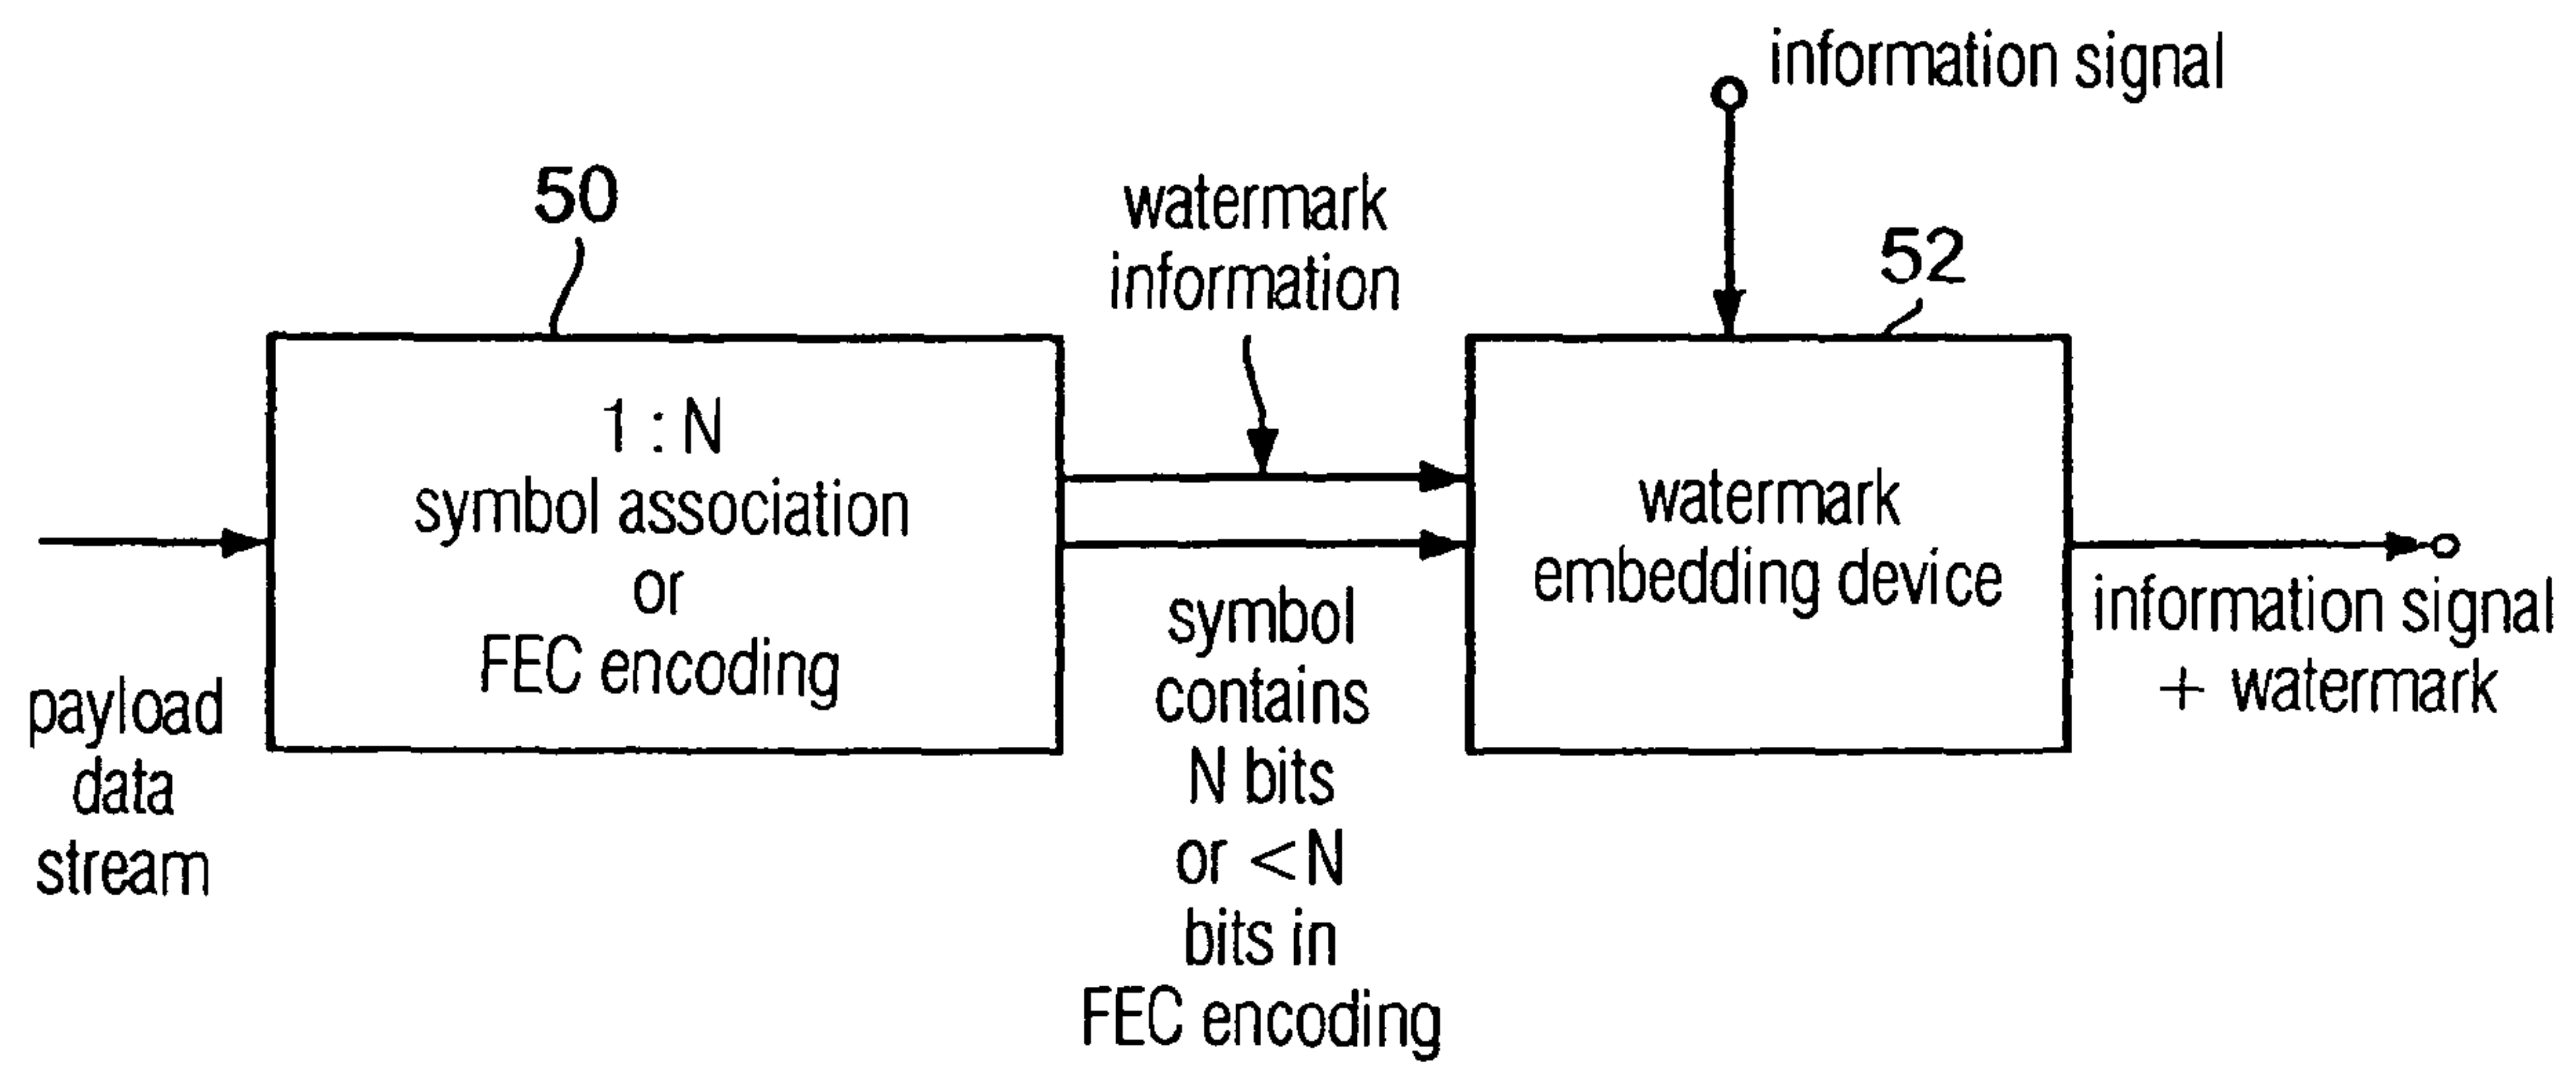 information signal
50
watermark
information
52
1 : N
symbol association
or
FEC encoding
watermark
embedding device
payload
data
stream
symbol
contains
N bits
or <N
bits in
FEC encoding
information signal
+ watermark